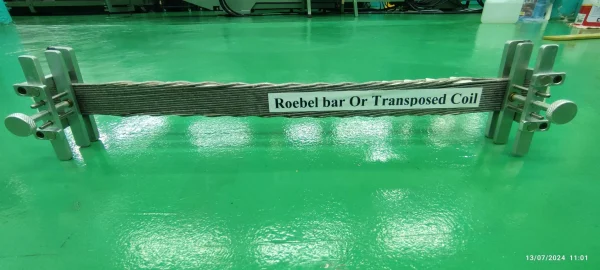 Roebel bar Or Transposed Coil
13/07/2024 11:01